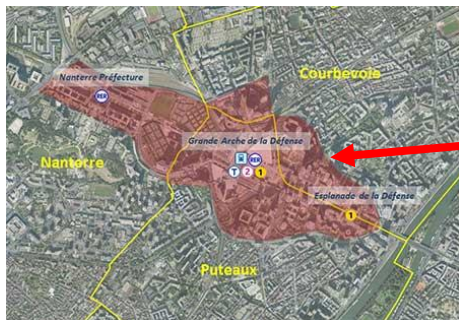 Nanterre Préfecture
RER
Courbevoie
Grande Arche de la Défense
RER
T 2 1
Nanterre
Esplanade de la Défense
1
Puteaux